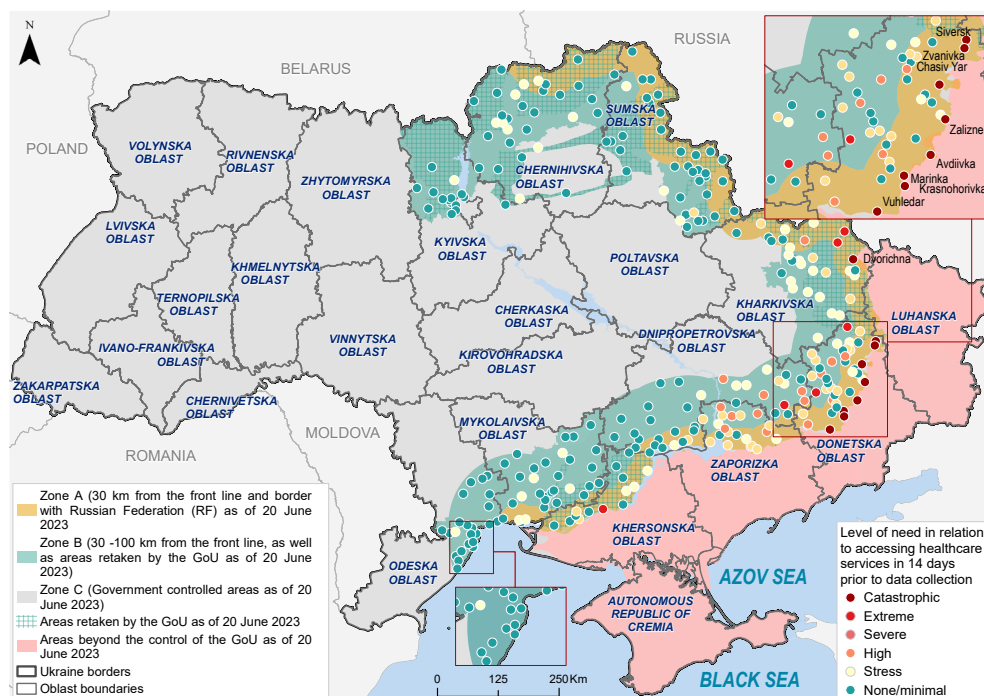 N
RUSSIA
BELARUS
POLAND
MOLDOVA
ROMANIA
VOLYNSKA
OBLAST
RIVNENSKA
OBLAST
ZHYTOMYRSKA
OBLAST
CHERNIHIVSKA
OBLAST
SUMSKA
OBLAST
LVIVSKA
OBLAST
KHMELNYTSKA
OBLAST
TERNOPILSKA
OBLAST
KYIVSKA
OBLAST
POLTAVSKA
OBLAST
KHARKIVSKA
OBLAST
LUHANSKA
OBLAST
CHERKASKA
OBLAST
VINNYTSKA
OBLAST
IVANO-FRANKIVSKA
OBLAST
ZAKARPATSKA
OBLAST
CHERNIVETSKA
OBLAST
KIROVOHRADSKA
OBLAST
DNIPROPETROVSKA
OBLAST
MYKOLAIVSKA
OBLAST
DONETSKA
OBLAST
ZAPORIZKA
OBLAST
KHERSONSKA
OBLAST
ODESKA
OBLAST
AUTONOMOUS
REPUBLIC OF
CREMIA
AZOV SEA
BLACK SEA
Siversk
Zvanivka
Chasiv Yar
Zalizne
Avdiivka
Marinka
Krasnohorivka
Vuhledar
Dvorichna
Zone A (30 km from the front line and border
with Russian Federation (RF) as of 20 June
2023)
Zone B (30 -100 km from the front line, as well
as areas retaken by the GoU as of 20 June
2023)
Zone C (Government controlled areas as of 20
June 2023)
Areas retaken by the GoU as of 20 June 2023)
Areas beyond the control of the GoU as of 20
June 2023
Ukraine borders
Oblast boundaries
0 125 250 Km
Level of need in relation
to accessing healthcare
services in 14 days
prior to data collection
Catastrophic
Extreme
Severe
High
Stress
None/minimal